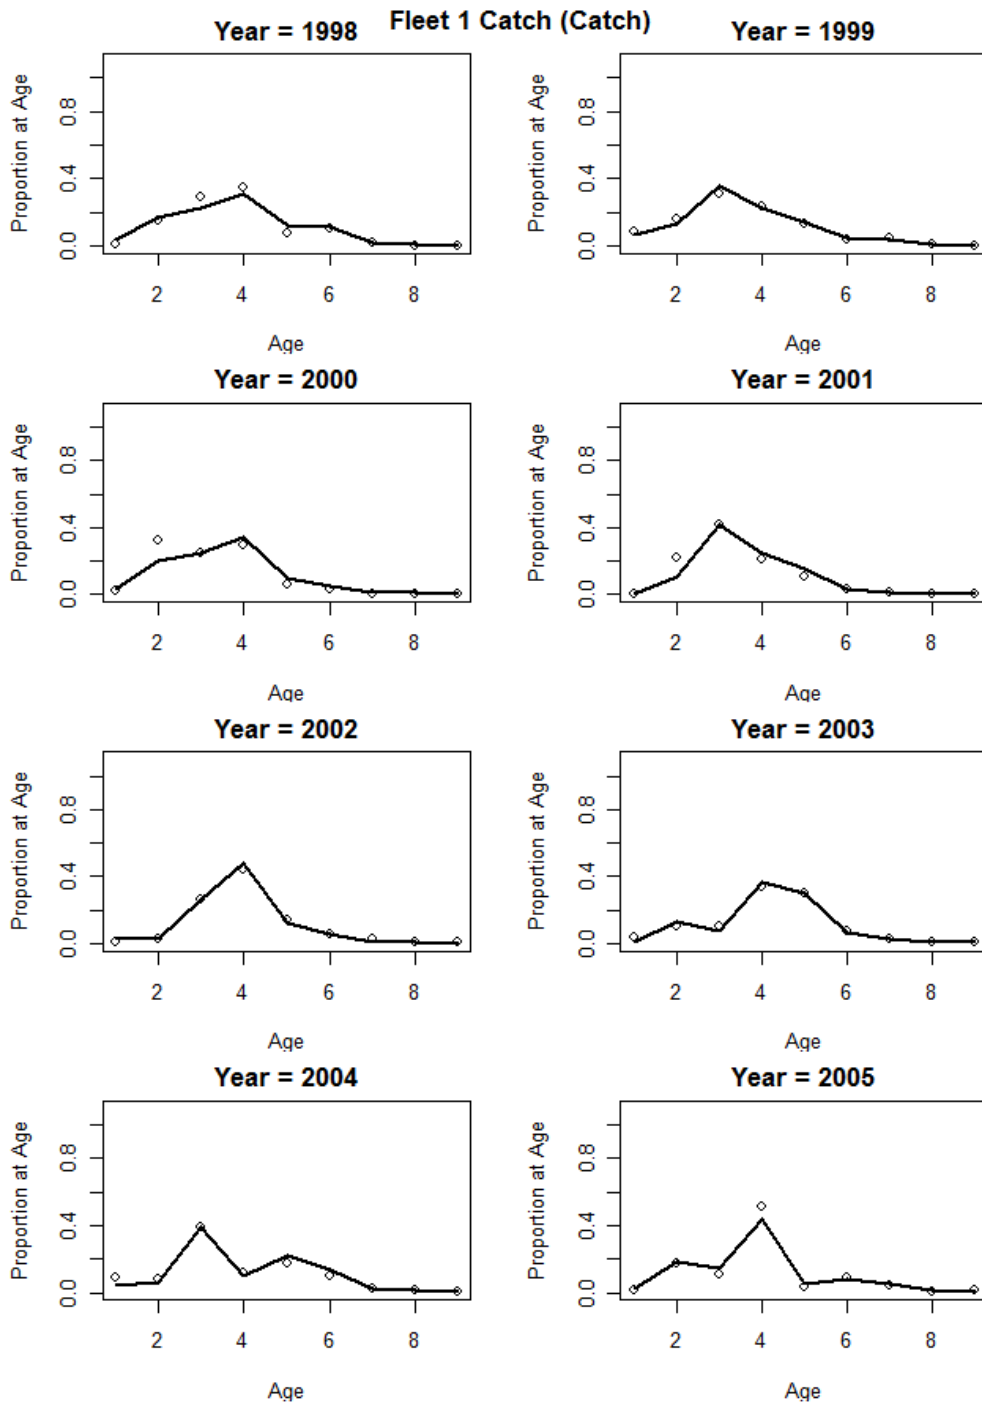 Fleet 1 Catch (Catch)
Year = 1998
Proportion at Age
0.0 0.4 0.8
2 4 6 8
Age
Year = 1999
Proportion at Age
0.0 0.4 0.8
2 4 6 8
Age
Year = 2000
Proportion at Age
0.0 0.4 0.8
2 4 6 8
Age
Year = 2001
Proportion at Age
0.0 0.4 0.8
2 4 6 8
Age
Year = 2002
Proportion at Age
0.0 0.4 0.8
2 4 6 8
Age
Year = 2003
Proportion at Age
0.0 0.4 0.8
2 4 6 8
Age
Year = 2004
Proportion at Age
0.0 0.4 0.8
2 4 6 8
Age
Year = 2005
Proportion at Age
0.0 0.4 0.8
2 4 6 8
Age